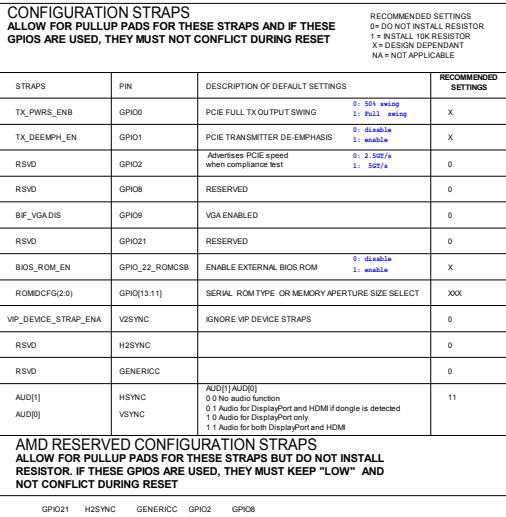 CONFIGURATION STRAPS
ALLOW FOR PULLUP PADS FOR THESE STRAPS AND IF THESE
GPIOS ARE USED, THEY MUST NOT CONFLICT DURING RESET
RECOMMENDED SETTINGS
0= DO NOT INSTALL RESISTOR
1 = INSTALL 10K RESISTOR
X = DESIGN DEPENDANT
NA = NOT APPLICABLE
STRAPS PIN DESCRIPTION OF DEFAULT SETTINGS RECOMMENDED SETTINGS
TX_PWRS_ENB GPIO0 PCIE FULL TX OUTPUT SWING 0: 50% swing X
1: Full swing
TX_DEEMPH_EN GPIO1 PCIE TRANSMITTER DE-EMPHASIS 0: disable X
1: enable
RSVD GPIO2 Advertises PCIE speed 0: 2.5GT/s 0
when compliance test 1: 5GT/s
RSVD GPIO8 RESERVED 0
BIF_VGA DIS GPIO9 VGA ENABLED 0
RSVD GPIO21 RESERVED 0
BIOS_ROM_EN GPIO_22_ROMCSB ENABLE EXTERNAL BIOS ROM 0: disable X
1: enable
ROMIDCFG(2:0) GPIO[13:11] SERIAL ROM TYPE OR MEMORY APERTURE SIZE SELECT XXX
VIP_DEVICE_STRAP_ENA V2SYNC IGNORE VIP DEVICE STRAPS 0
RSVD H2SYNC 0
RSVD GENERICC 0
AUD[1] HSYNC AUD[1] AUD[0] 11
0 0 No audio function
AUD[0] VSYNC 0 1 Audio for DisplayPort and HDMI if dongle is detected
1 0 Audio for DisplayPort only
1 1 Audio for both DisplayPort and HDMI
AMD RESERVED CONFIGURATION STRAPS
ALLOW FOR PULLUP PADS FOR THESE STRAPS BUT DO NOT INSTALL
RESISTOR. IF THESE GPIOS ARE USED, THEY MUST KEEP "LOW" AND
NOT CONFLICT DURING RESET
GPIO21 H2SYNC GENERICC GPIO2 GPIO8